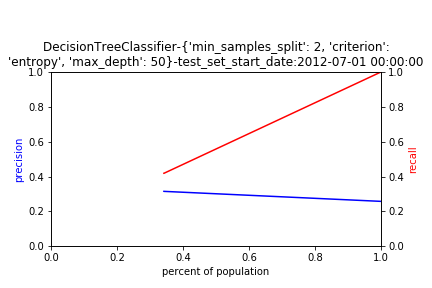 DecisionTreeClassifier-{'min_samples_split': 2, 'criterion':
'entropy', 'max_depth': 50}-test_set_start_date:2012-07-01 00:00:00
1.0
0.8
0.6
0.4
0.2
0.0
precision
1.0
0.8
0.6
0.4
0.2
0.0
recall
0.0 0.2 0.4 0.6 0.8 1.0
percent of population